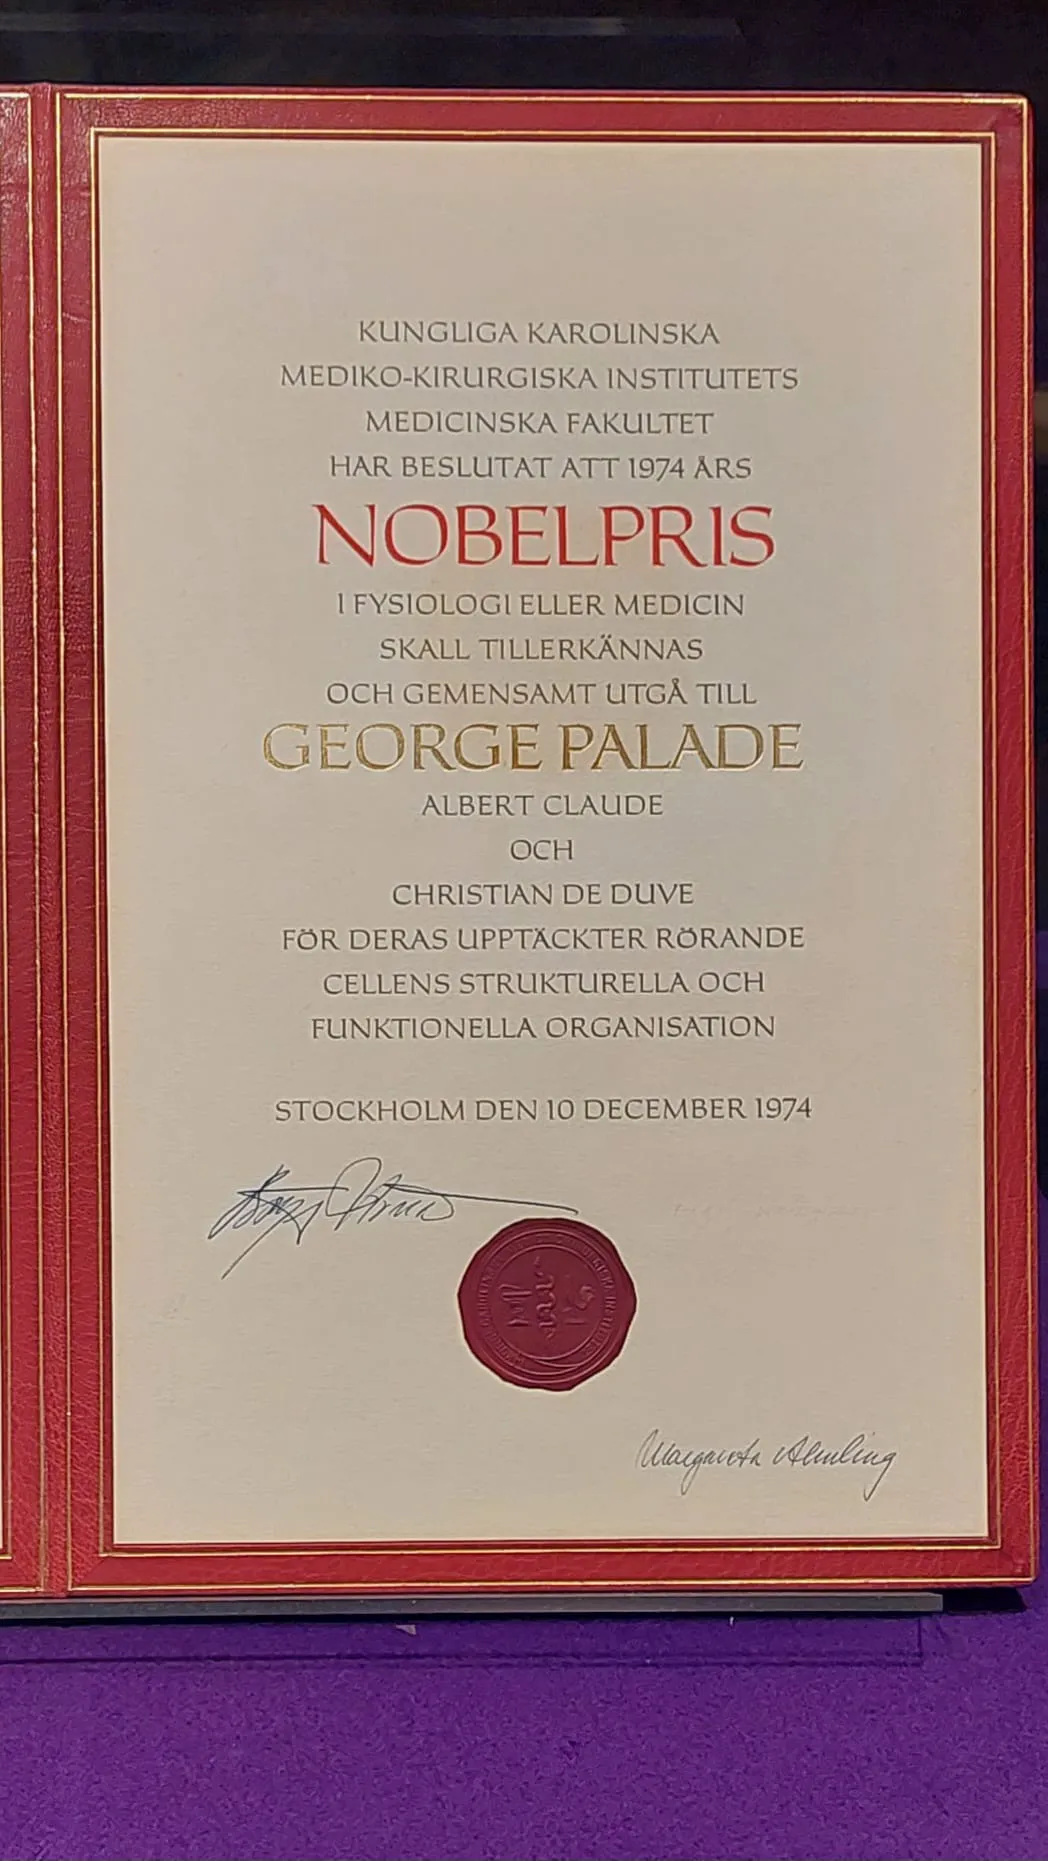 KUNGLIGA KAROLINSKA
MEDIKO-KIRURGISKA INSTITUTETS
MEDICINSKA FAKULTET
HAR BESLUTAT ATT 1974 ÅRS
NOBELPRIS
I FYSIOLOGI ELLER MEDICIN
SKALL TILLERKÄNNAS
OCH GEMENSAMT UTGÅ TILL
GEORGE PALADE
ALBERT CLAUDE
OCH
CHRISTIAN DE DUVE
FÖR DERAS UPPTÄCKTER RÖRANDE
CELLENS STRUKTURELLA OCH
FUNKTIONELLA ORGANISATION
STOCKHOLM DEN 10 DECEMBER 1974
Margareta Almling